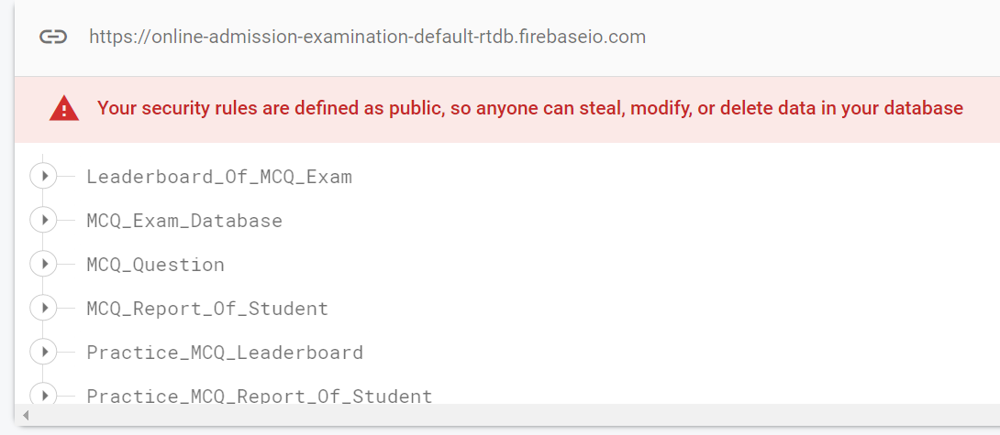 https://online-admission-examination-default-rtdb.firebaseio.com
Your security rules are defined as public, so anyone can steal, modify, or delete data in your database
Leaderboard_Of_MCQ_Exam
MCQ_Exam_Database
MCQ_Question
MCQ_Report_Of_Student
Practice_MCQ_Leaderboard
Practice_MCQ_Report_Of_Student